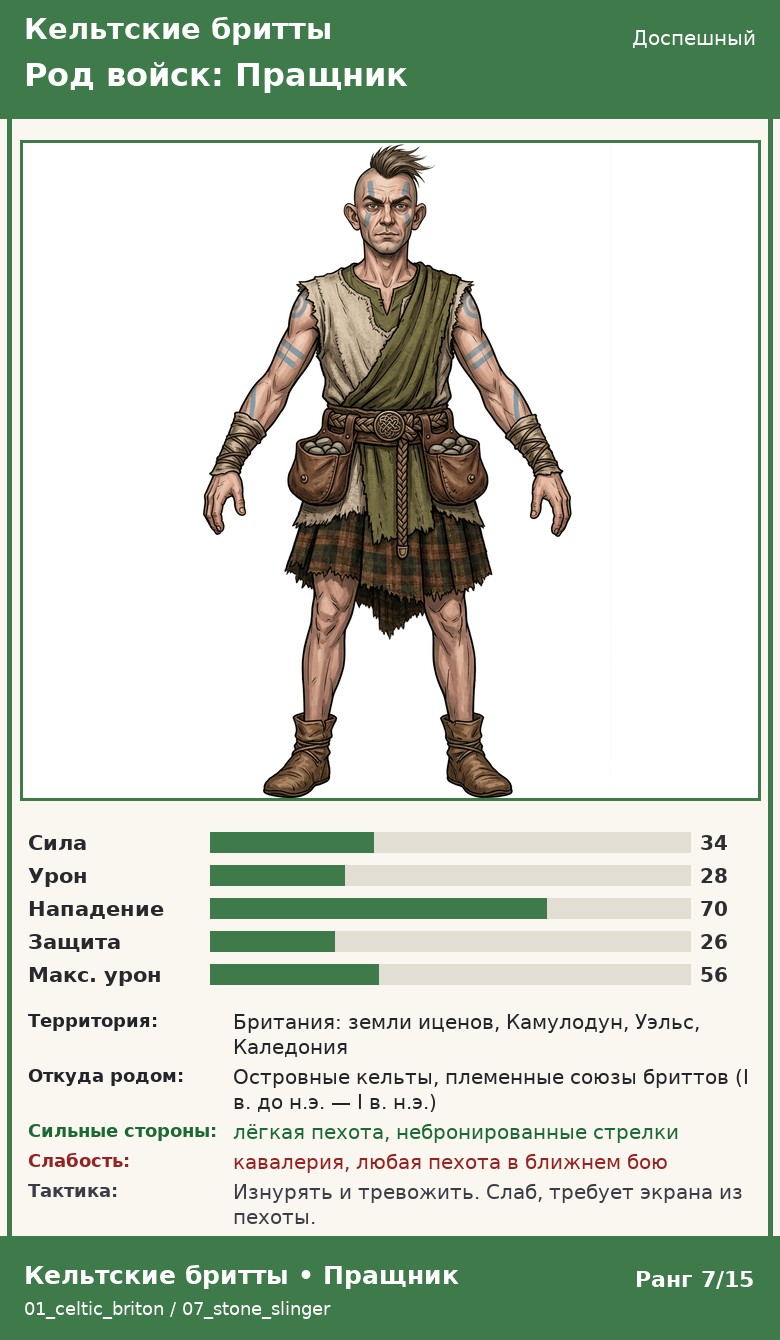 Кельтские бритты
Доспешный
Род войск: Пращник
Сила 34
Урон 28
Нападение 70
Защита 26
Макс. урон 56
Территория: Британия: земли иценов, Камулодун, Уэльс,
Каледония
Откуда родом: Островные кельты, племенные союзы бриттов (I
в. до н.э. — I в. н.э.)
Сильные стороны: лёгкая пехота, небронированные стрелки
Слабость: кавалерия, любая пехота в ближнем бою
Тактика: Изнурять и тревожить. Слаб, требует экрана из
пехоты.
Кельтские бритты • Пращник
Ранг 7/15
01_celtic_briton / 07_stone_slinger